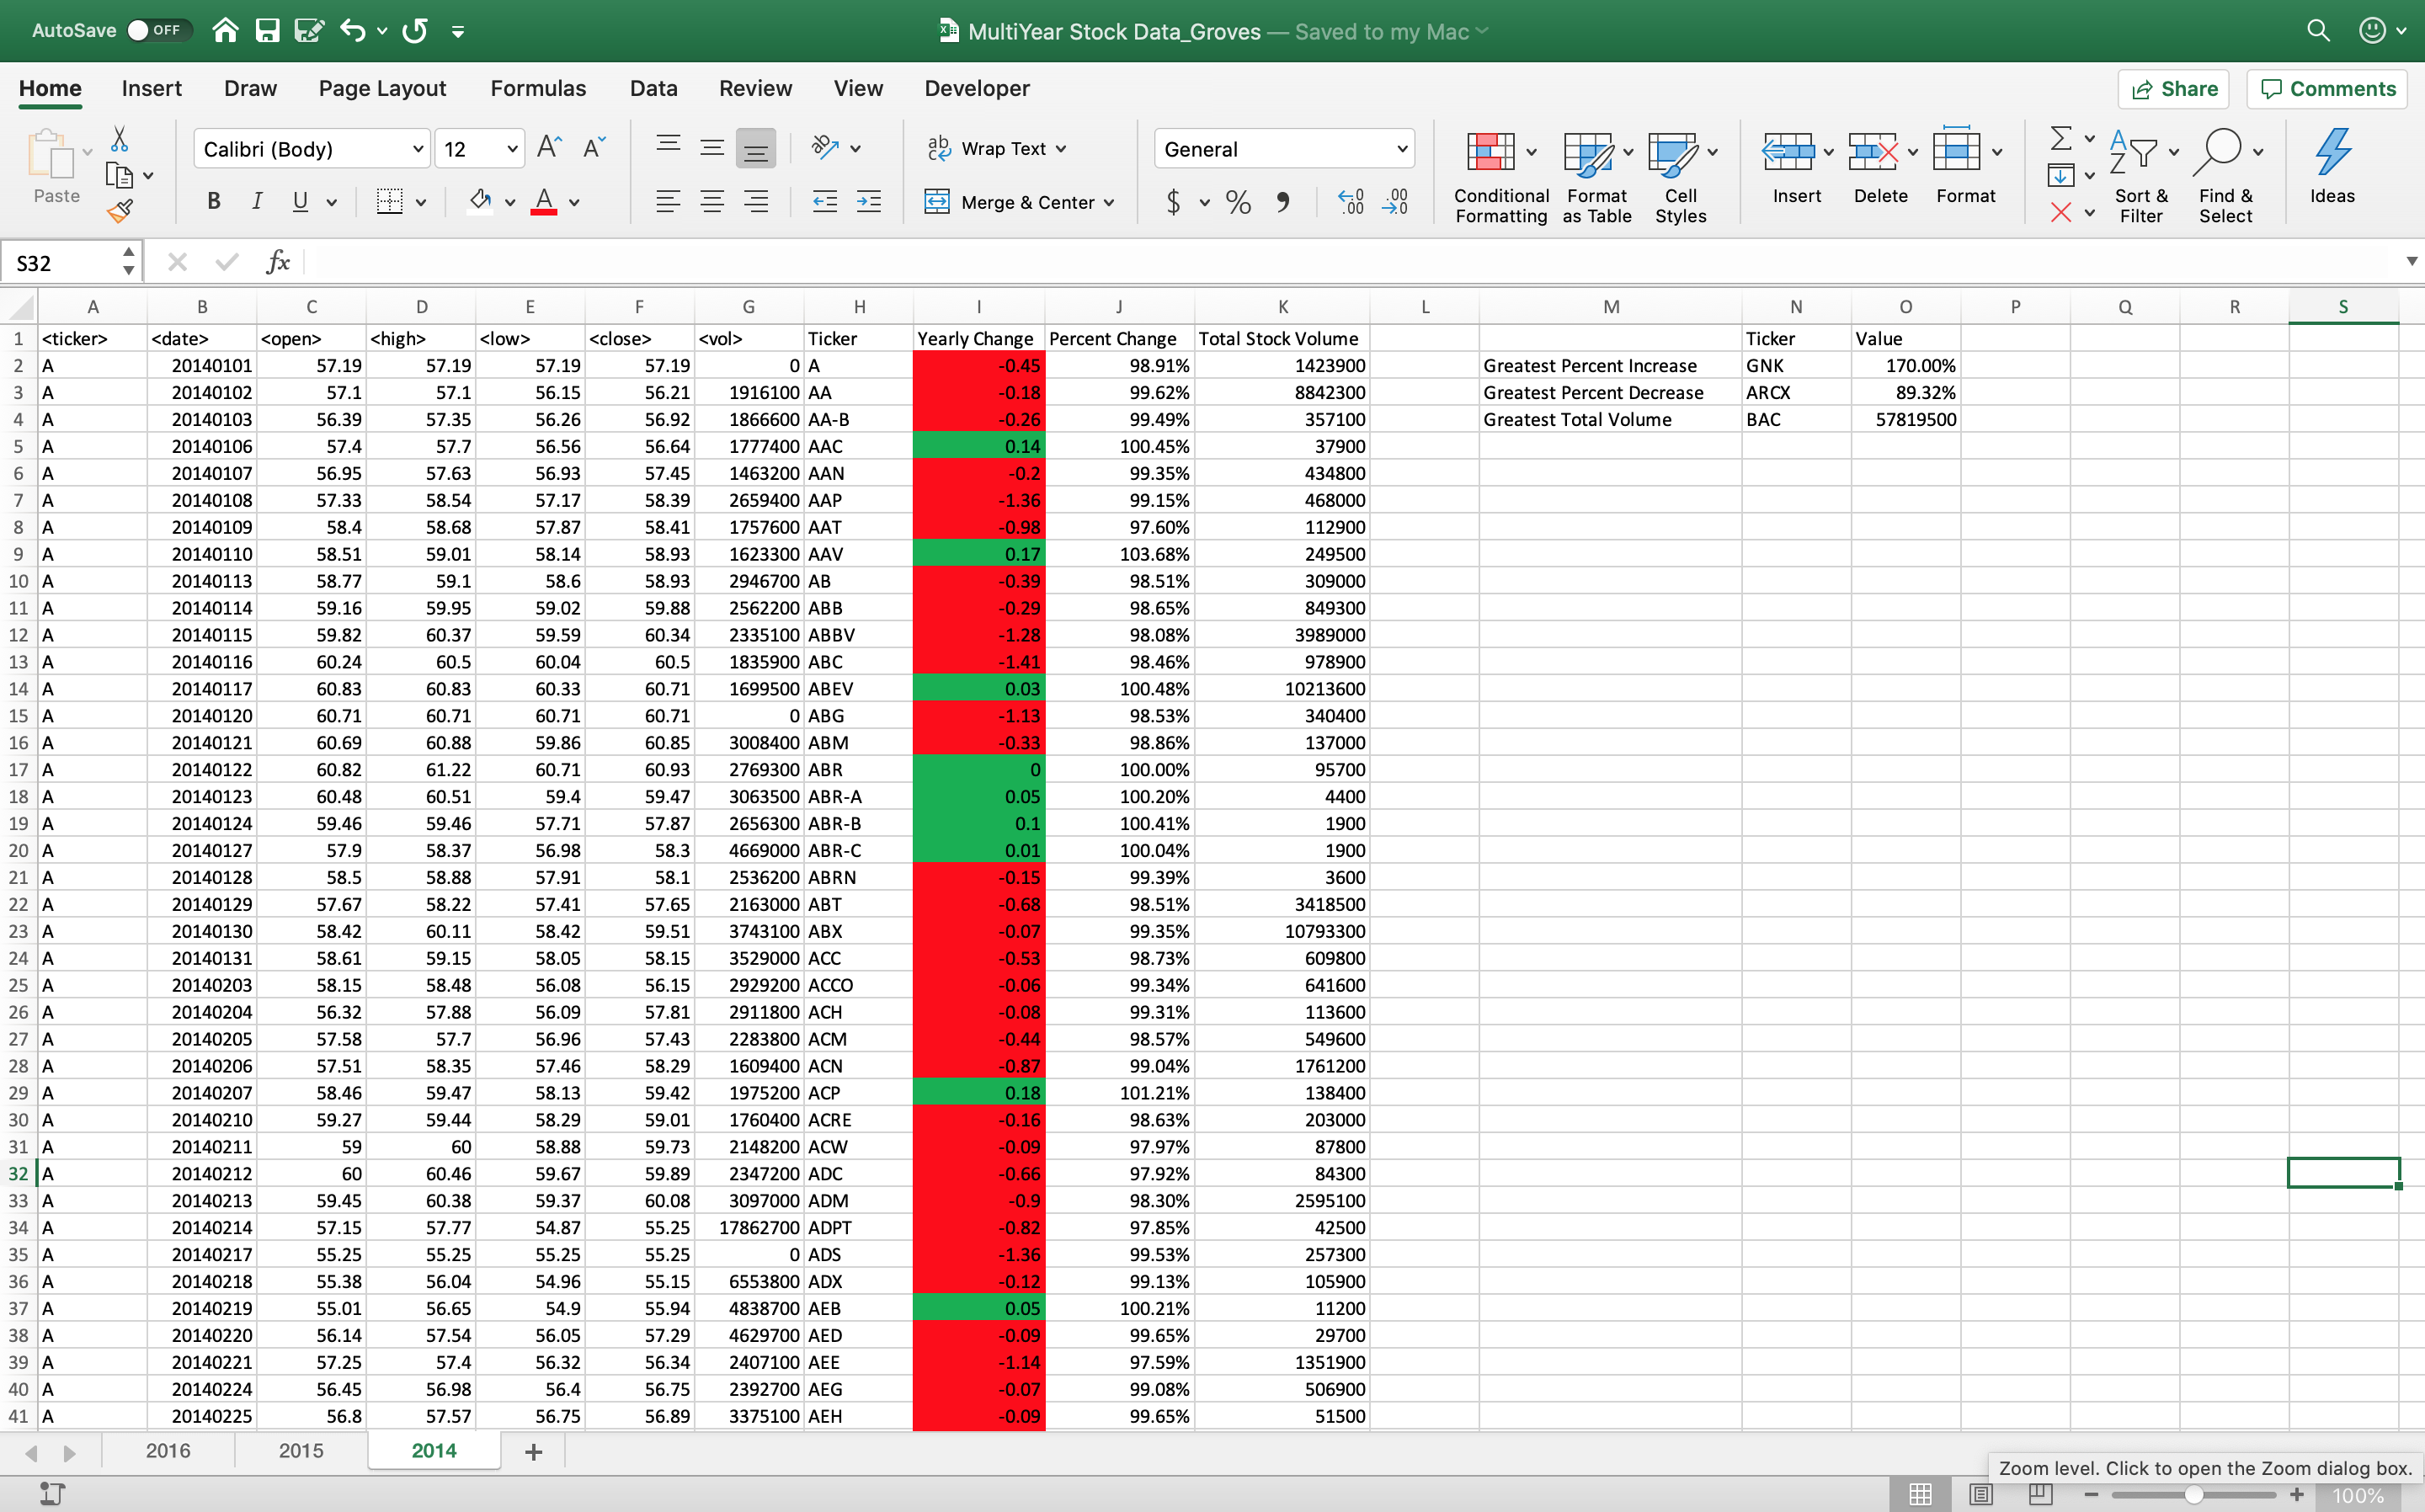 AutoSave OFF MultiYear Stock Data_Groves — Saved to my Mac
Home Insert Draw Page Layout Formulas Data Review View Developer Share Comments
Paste Calibri (Body) 12 A A Wrap Text General Conditional Formatting Format as Table Cell Styles Insert Delete Format Sort & Filter Find & Select Ideas
B I U A Merge & Center $ % .00 .00
S32 fx
A B C D E F G H I J K L M N O P Q R S
1 <ticker> <date> <open> <high> <low> <close> <vol> Ticker Yearly Change Percent Change Total Stock Volume Ticker Value
2 A 20140101 57.19 57.19 57.19 57.19 0 A -0.45 98.91% 1423900 Greatest Percent Increase GNK 170.00%
3 A 20140102 57.1 57.1 56.15 56.21 1916100 AA -0.18 99.62% 8842300 Greatest Percent Decrease ARCX 89.32%
4 A 20140103 56.39 57.35 56.26 56.92 1866600 AA-B -0.26 99.49% 357100 Greatest Total Volume BAC 57819500
5 A 20140106 57.4 57.7 56.56 56.64 1777400 AAC 0.14 100.45% 37900
6 A 20140107 56.95 57.63 56.93 57.45 1463200 AAN -0.2 99.35% 434800
7 A 20140108 57.33 58.54 57.17 58.39 2659400 AAP -1.36 99.15% 468000
8 A 20140109 58.4 58.68 57.87 58.41 1757600 AAT -0.98 97.60% 112900
9 A 20140110 58.51 59.01 58.14 58.93 1623300 AAV 0.17 103.68% 249500
10 A 20140113 58.77 59.1 58.6 58.93 2946700 AB -0.39 98.51% 309000
11 A 20140114 59.16 59.95 59.02 59.88 2562200 ABB -0.29 98.65% 849300
12 A 20140115 59.82 60.37 59.59 60.34 2335100 ABBV -1.28 98.08% 3989000
13 A 20140116 60.24 60.5 60.04 60.5 1835900 ABC -1.41 98.46% 978900
14 A 20140117 60.83 60.83 60.33 60.71 1699500 ABEV 0.03 100.48% 10213600
15 A 20140120 60.71 60.71 60.71 60.71 0 ABG -1.13 98.53% 340400
16 A 20140121 60.69 60.88 59.86 60.85 3008400 ABM -0.33 98.86% 137000
17 A 20140122 60.82 61.22 60.71 60.93 2769300 ABR 0 100.00% 95700
18 A 20140123 60.48 60.51 59.4 59.47 3063500 ABR-A 0.05 100.20% 4400
19 A 20140124 59.46 59.46 57.71 57.87 2656300 ABR-B 0.1 100.41% 1900
20 A 20140127 57.9 58.37 56.98 58.3 4669000 ABR-C 0.01 100.04% 1900
21 A 20140128 58.5 58.88 57.91 58.1 2536200 ABRN -0.15 99.39% 3600
22 A 20140129 57.67 58.22 57.41 57.65 2163000 ABT -0.68 98.51% 3418500
23 A 20140130 58.42 60.11 58.42 59.51 3743100 ABX -0.07 99.35% 10793300
24 A 20140131 58.61 59.15 58.05 58.15 3529000 ACC -0.53 98.73% 609800
25 A 20140203 58.15 58.48 56.08 56.15 2929200 ACCO -0.06 99.34% 641600
26 A 20140204 56.32 57.88 56.09 57.81 2911800 ACH -0.08 99.31% 113600
27 A 20140205 57.58 57.7 56.96 57.43 2283800 ACM -0.44 98.57% 549600
28 A 20140206 57.51 58.35 57.46 58.29 1609400 ACN -0.87 99.04% 1761200
29 A 20140207 58.46 59.47 58.13 59.42 1975200 ACP 0.18 101.21% 138400
30 A 20140210 59.27 59.44 58.29 59.01 1760400 ACRE -0.16 98.63% 203000
31 A 20140211 59 60 58.88 59.73 2148200 ACW -0.09 97.97% 87800
32 A 20140212 60 60.46 59.67 59.89 2347200 ADC -0.66 97.92% 84300
33 A 20140213 59.45 60.38 59.37 60.08 3097000 ADM -0.9 98.30% 2595100
34 A 20140214 57.15 57.77 54.87 55.25 17862700 ADPT -0.82 97.85% 42500
35 A 20140217 55.25 55.25 55.25 55.25 0 ADS -1.36 99.53% 257300
36 A 20140218 55.38 56.04 54.96 55.15 6553800 ADX -0.12 99.13% 105900
37 A 20140219 55.01 56.65 54.9 55.94 4838700 AEB 0.05 100.21% 11200
38 A 20140220 56.14 57.54 56.05 57.29 4629700 AED -0.09 99.65% 29700
39 A 20140221 57.25 57.4 56.32 56.34 2407100 AEE -1.14 97.59% 1351900
40 A 20140224 56.45 56.98 56.4 56.75 2392700 AEG -0.07 99.08% 506900
41 A 20140225 56.8 57.57 56.75 56.89 3375100 AEH -0.09 99.65% 51500
2016 2015 2014 +
Zoom level. Click to open the Zoom dialog box.
100%